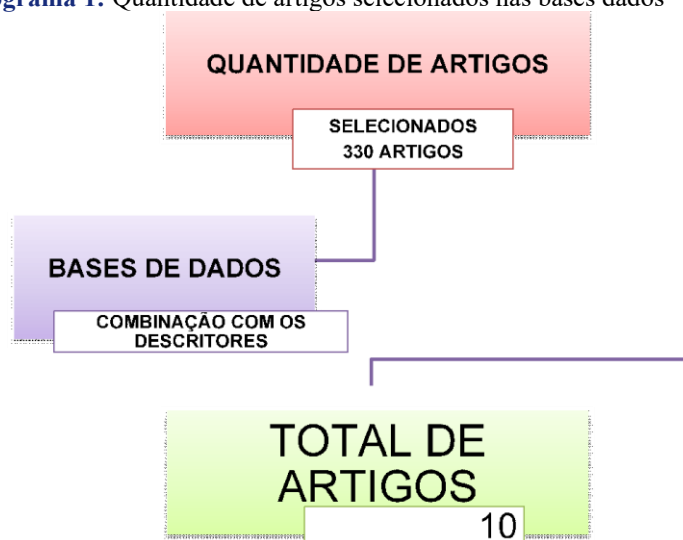 ograma 1: Quantidade de artigos selecionados nas bases dados
QUANTIDADE DE ARTIGOS
SELECIONADOS
330 ARTIGOS
BASES DE DADOS
COMBINAÇÃO COM OS
DESCRITORES
TOTAL DE
ARTIGOS
10